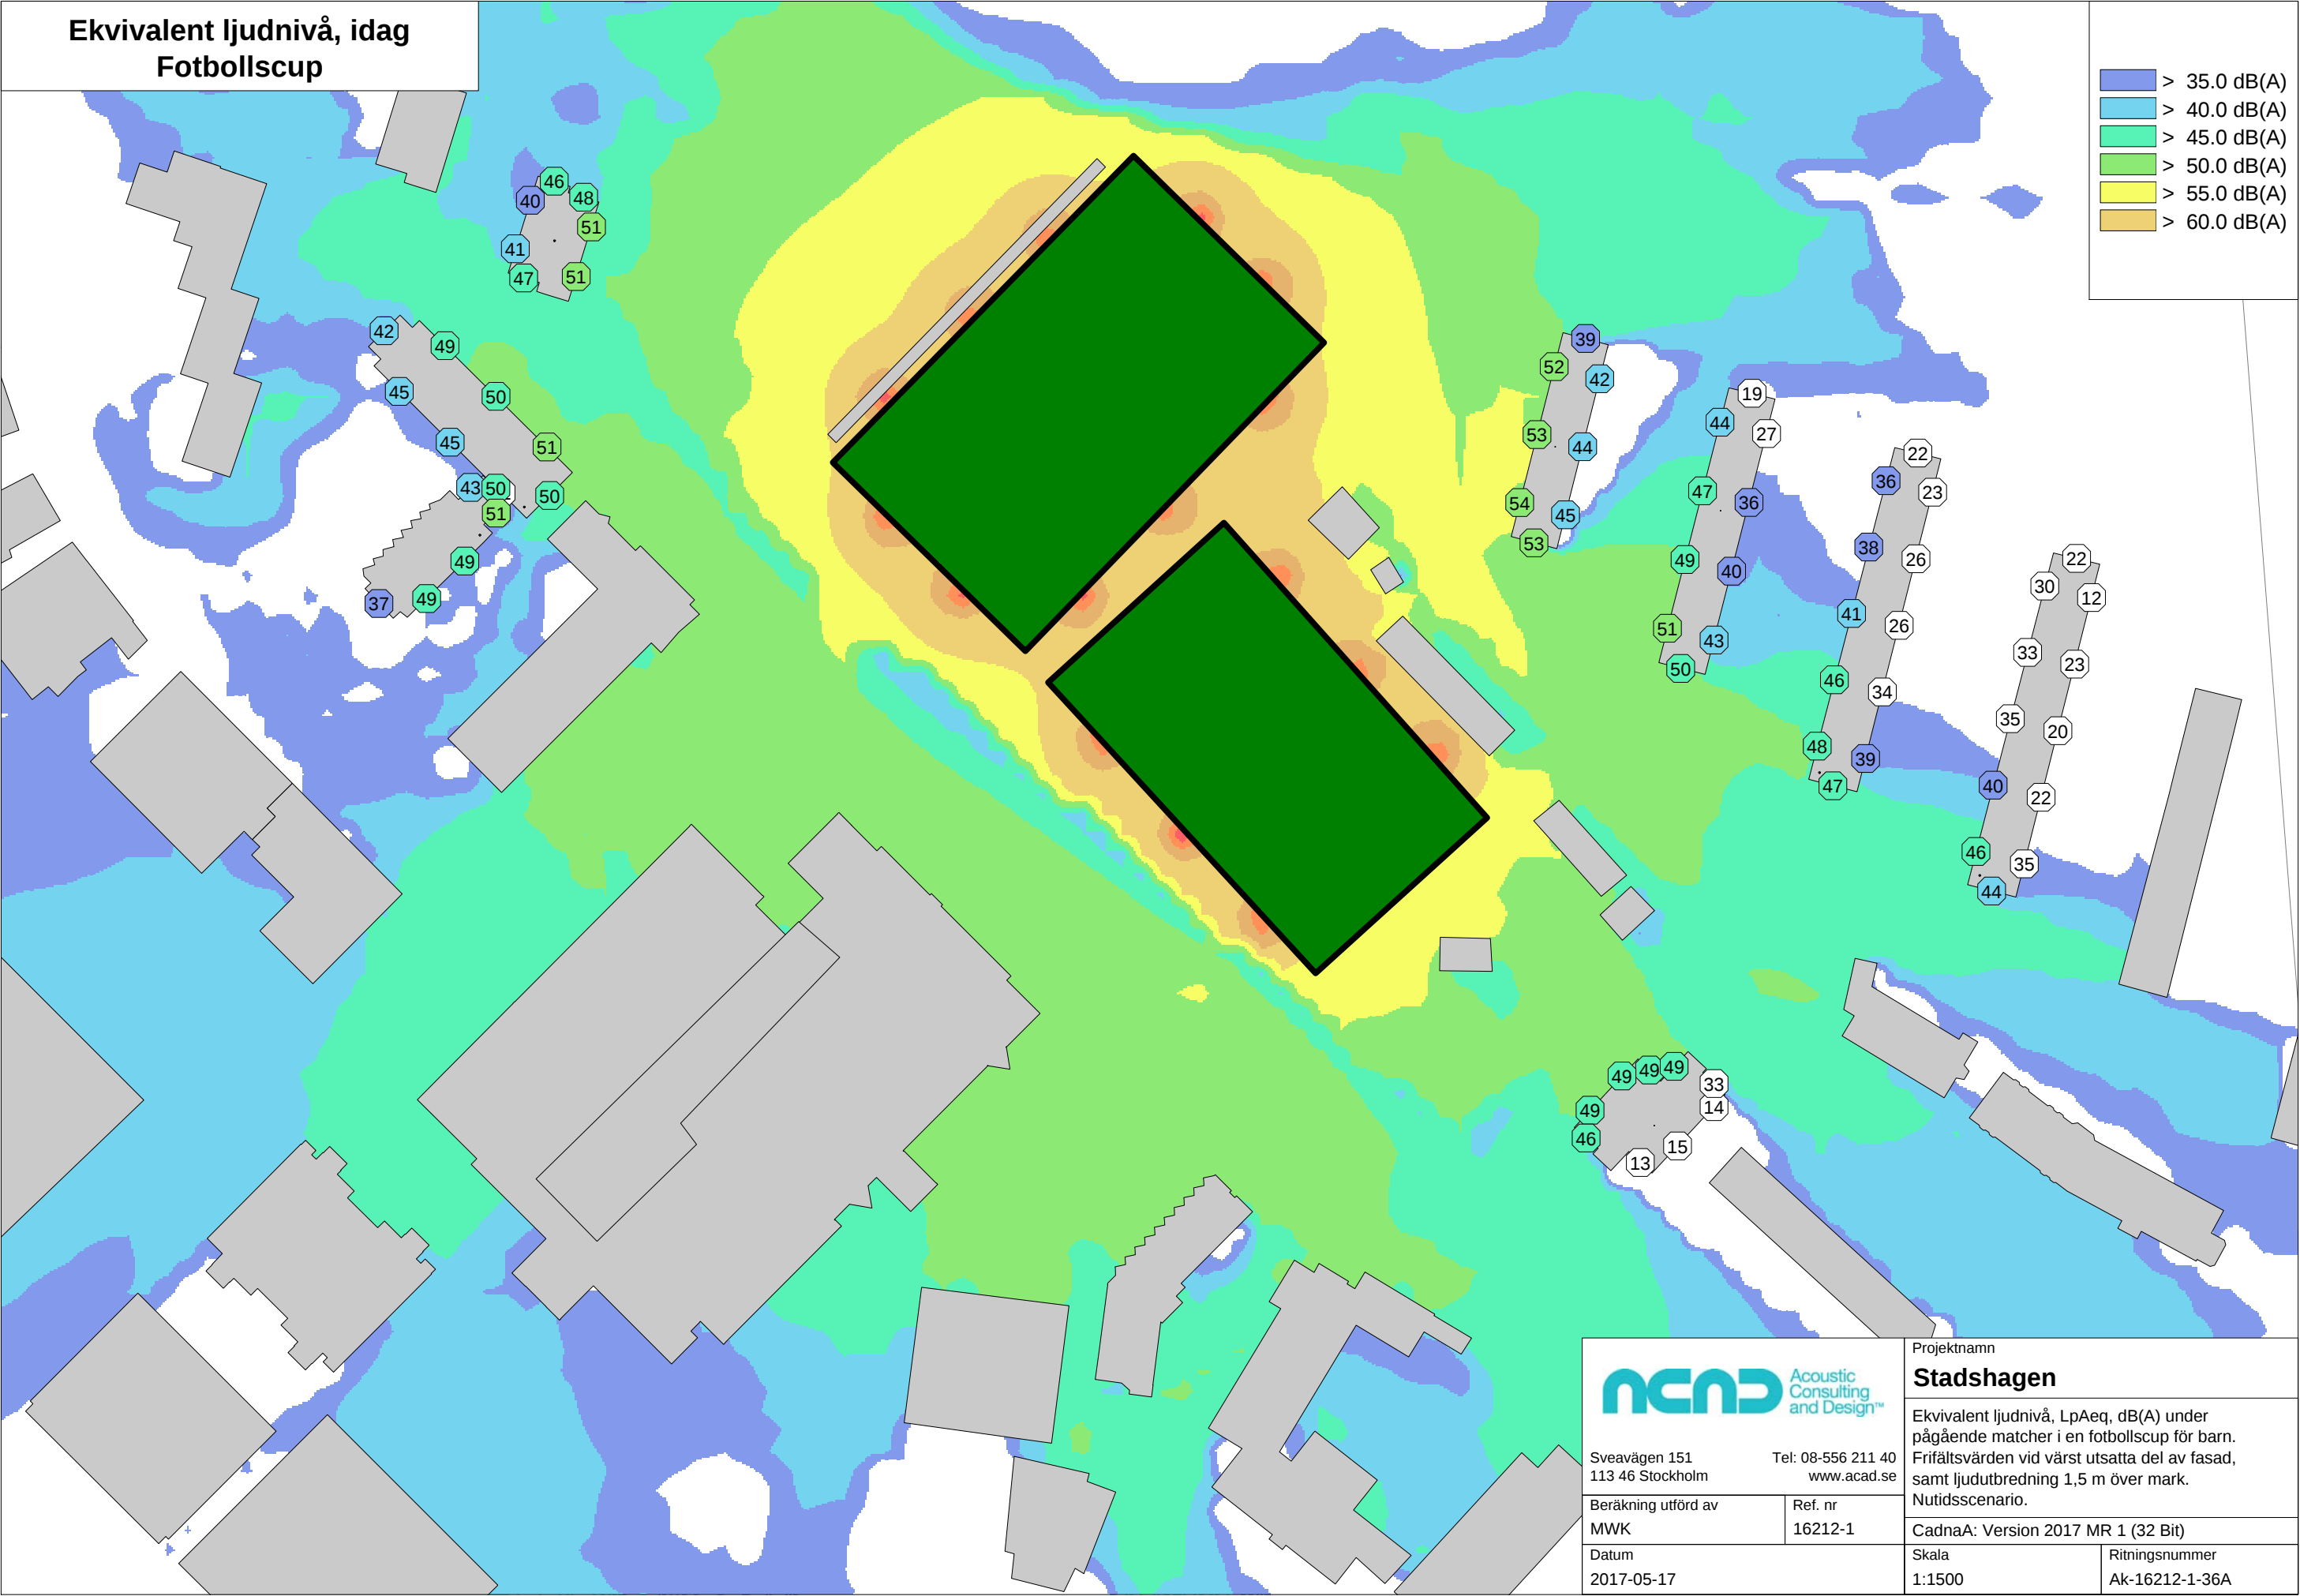 Ekvivalent ljudnivå, idag
Fotbollscup
> 35.0 dB(A)
> 40.0 dB(A)
> 45.0 dB(A)
> 50.0 dB(A)
> 55.0 dB(A)
> 60.0 dB(A)
46
40
48
51
41
47
51
42
49
45
50
45
51
43
50
50
51
49
37
49
39
52
42
53
44
54
45
53
19
44
27
47
36
49
40
51
43
50
22
36
23
38
26
41
26
46
34
48
39
47
22
30
12
33
23
35
20
40
22
46
35
44
49
49
49
33
49
14
46
15
13
ACAD
Acoustic
Consulting
and Design™
Sveavägen 151
Tel: 08-556 211 40
113 46 Stockholm
www.acad.se
Beräkning utförd av
MWK
Ref. nr
16212-1
Datum
2017-05-17
Projektnamn
Stadshagen
Ekvivalent ljudnivå, LpAeq, dB(A) under
pågående matcher i en fotbollscup för barn.
Frifältsvärden vid värst utsatta del av fasad,
samt ljudutbredning 1,5 m över mark.
Nutidsscenario.
CadnaA: Version 2017 MR 1 (32 Bit)
Skala
1:1500
Ritningsnummer
Ak-16212-1-36A